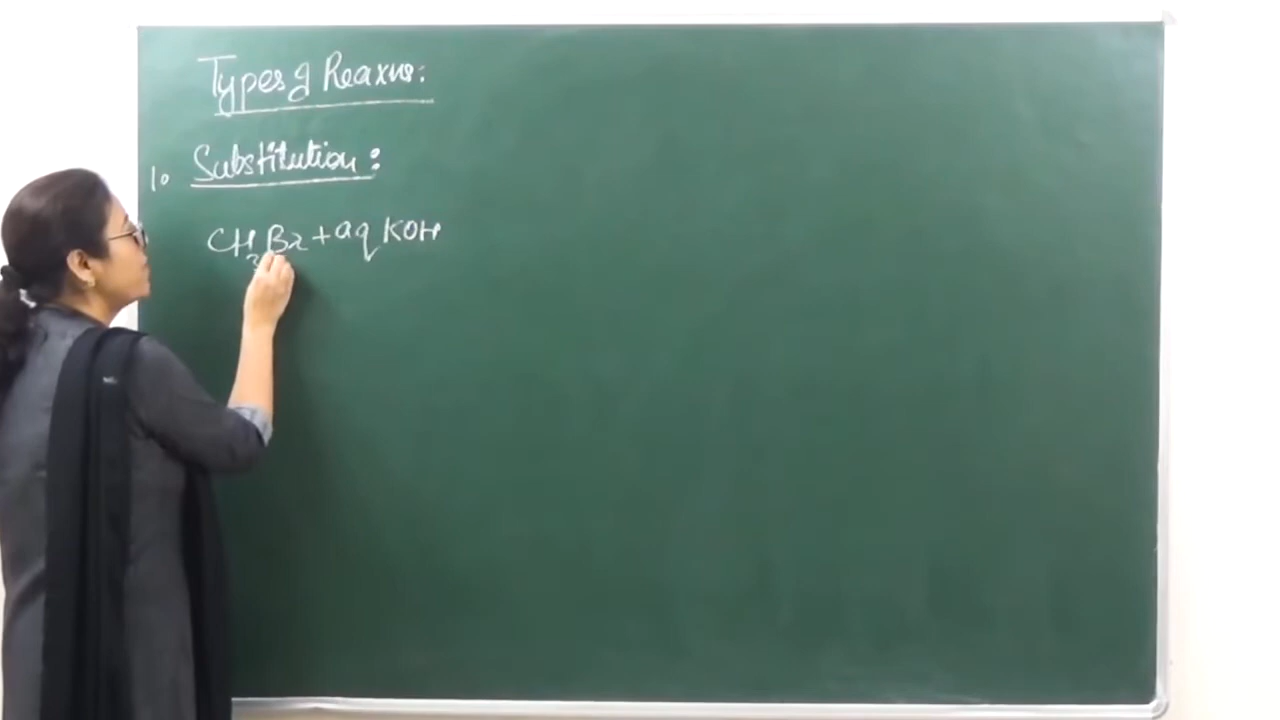 Types of Reaxns:
1. Substitution:
CH3Br + aq KOH